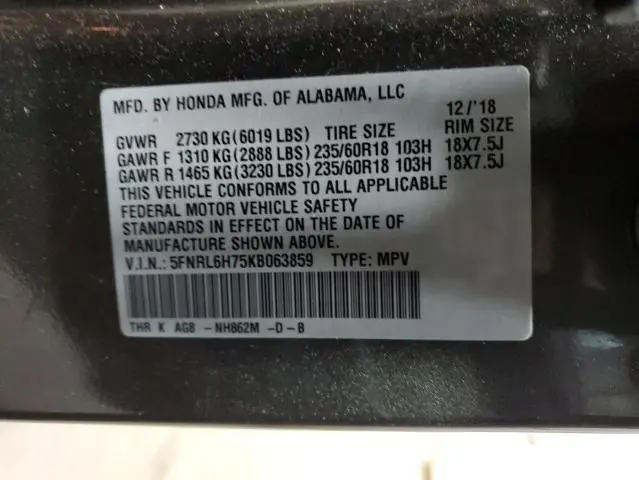 MFD. BY HONDA MFG. OF ALABAMA, LLC 12/'18
GVWR 2730 KG (6019 LBS) TIRE SIZE RIM SIZE
GAWR F 1310 KG (2888 LBS) 235/60R18 103H 18X7.5J
GAWR R 1465 KG (3230 LBS) 235/60R18 103H 18X7.5J
THIS VEHICLE CONFORMS TO ALL APPLICABLE
FEDERAL MOTOR VEHICLE SAFETY
STANDARDS IN EFFECT ON THE DATE OF
MANUFACTURE SHOWN ABOVE.
V.I.N.: 5FNRL6H75KB063859 TYPE: MPV
THR K AG8 -NH862M -D-B